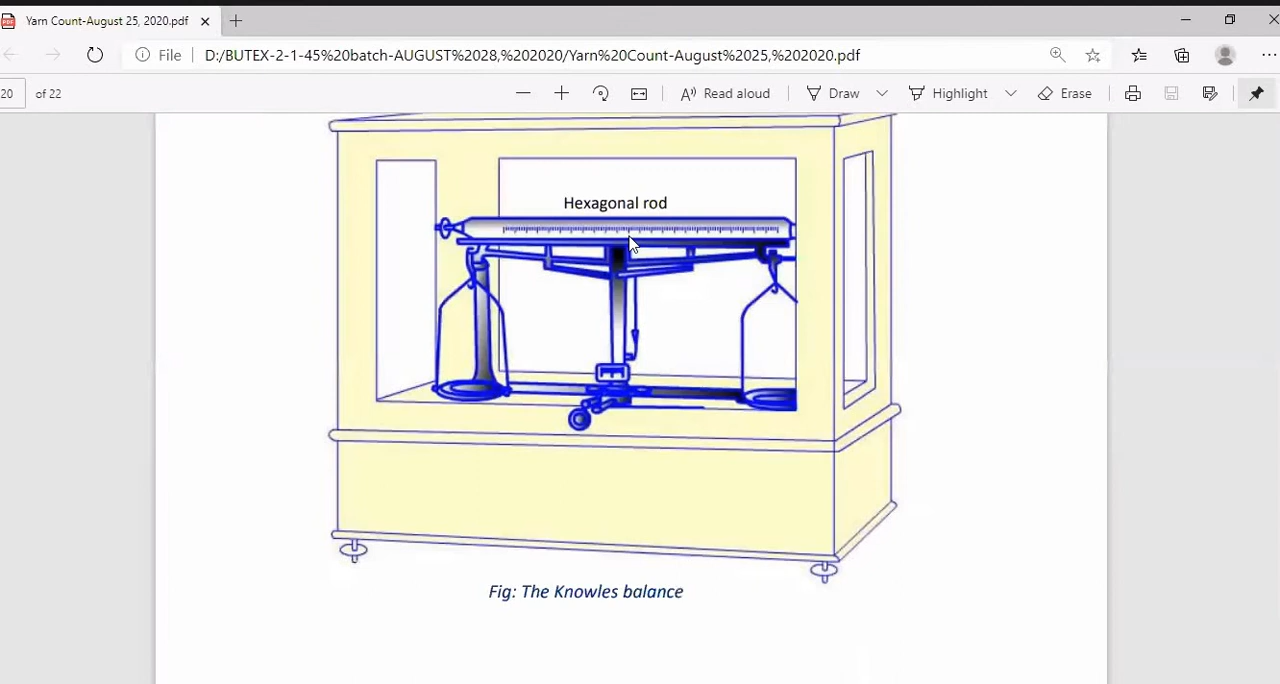 Yarn Count-August 25, 2020.pdf
File D:/BUTEX-2-1-45%20batch-AUGUST%2028,%202020/Yarn%20Count-August%2025,%202020.pdf
20 of 22 Read aloud Draw Highlight Erase
Hexagonal rod
Fig: The Knowles balance